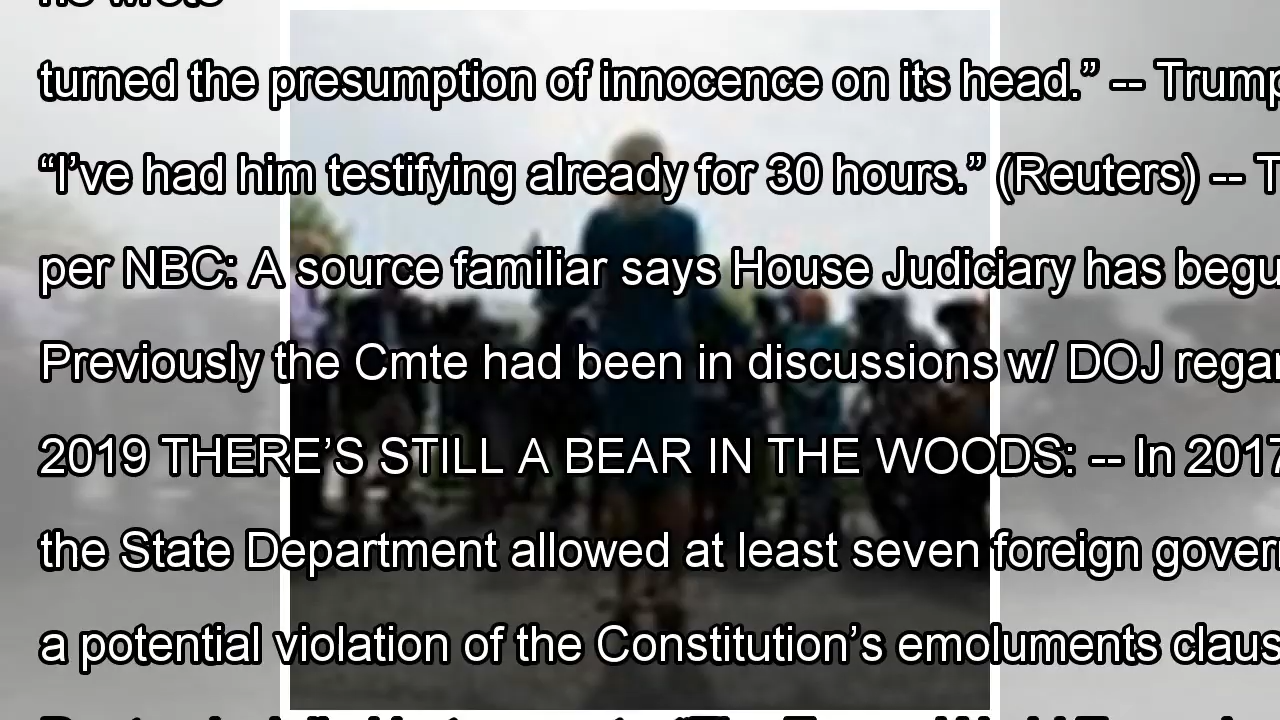 he wrote
turned the presumption of innocence on its head.” -- Trump
“I’ve had him testifying already for 30 hours.” (Reuters) -- T
per NBC: A source familiar says House Judiciary has begu
Previously the Cmte had been in discussions w/ DOJ regar
2019 THERE’S STILL A BEAR IN THE WOODS: -- In 2017
the State Department allowed at least seven foreign gover
a potential violation of the Constitution’s emoluments claus